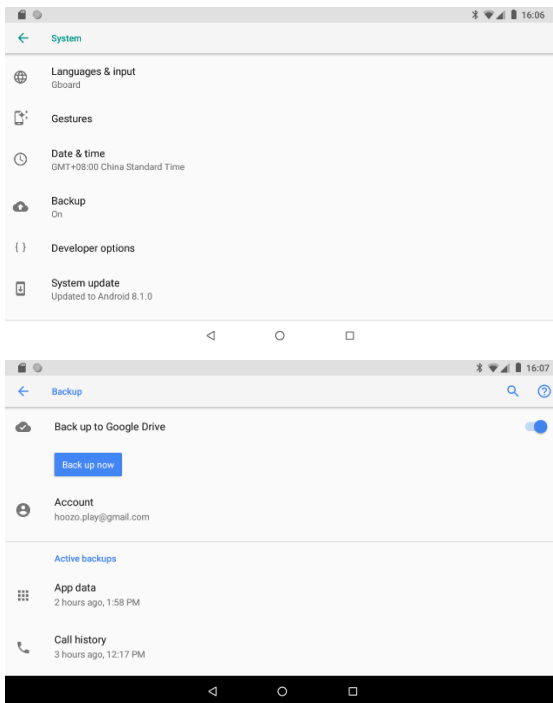 16:06
System
Languages & input
Gboard
Gestures
Date & time
GMT+08:00 China Standard Time
Backup
On
{ }
Developer options
System update
Updated to Android 8.1.0
16:07
Backup
Back up to Google Drive
Back up now
Account
hoozo.play@gmail.com
Active backups
App data
2 hours ago, 1:58 PM
Call history
3 hours ago, 12:17 PM